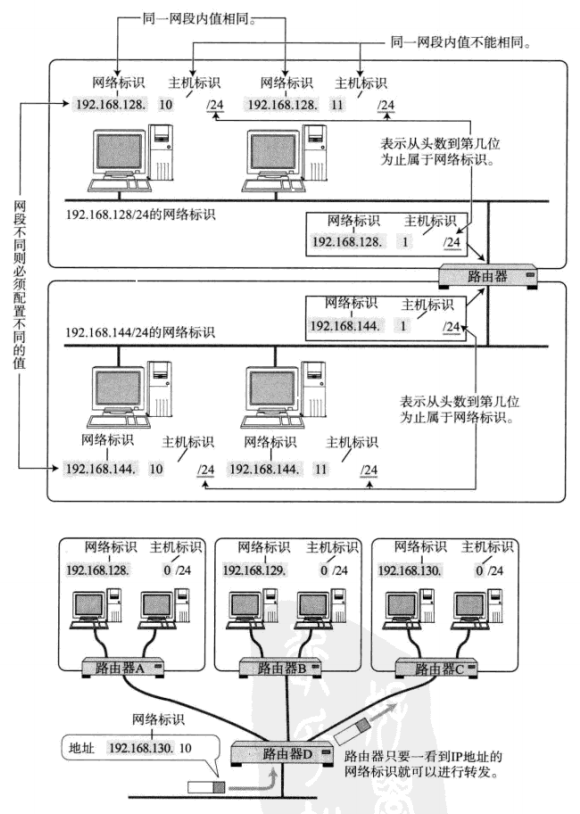 同一网段内值相同。
同一网段内值不能相同。
网络标识 主机标识 网络标识 主机标识
192.168.128. 10 /24 192.168.128. 11 /24
表示从头数到第几位
为止属于网络标识。
网段不同则必须配置不同的值
192.168.128/24的网络标识
网络标识 主机标识
192.168.128. 1 /24
路由器
网络标识 主机标识
192.168.144. 1 /24
192.168.144/24的网络标识
表示从头数到第几位
为止属于网络标识。
网络标识 主机标识 网络标识 主机标识
192.168.144. 10 /24 192.168.144. 11 /24
网络标识 主机标识 网络标识 主机标识 网络标识 主机标识
192.168.128. 0 /24 192.168.129. 0 /24 192.168.130. 0 /24
路由器A 路由器B 路由器C
网络标识
地址 192.168.130. 10
路由器D
路由器只要一看到IP地址的
网络标识就可以进行转发。